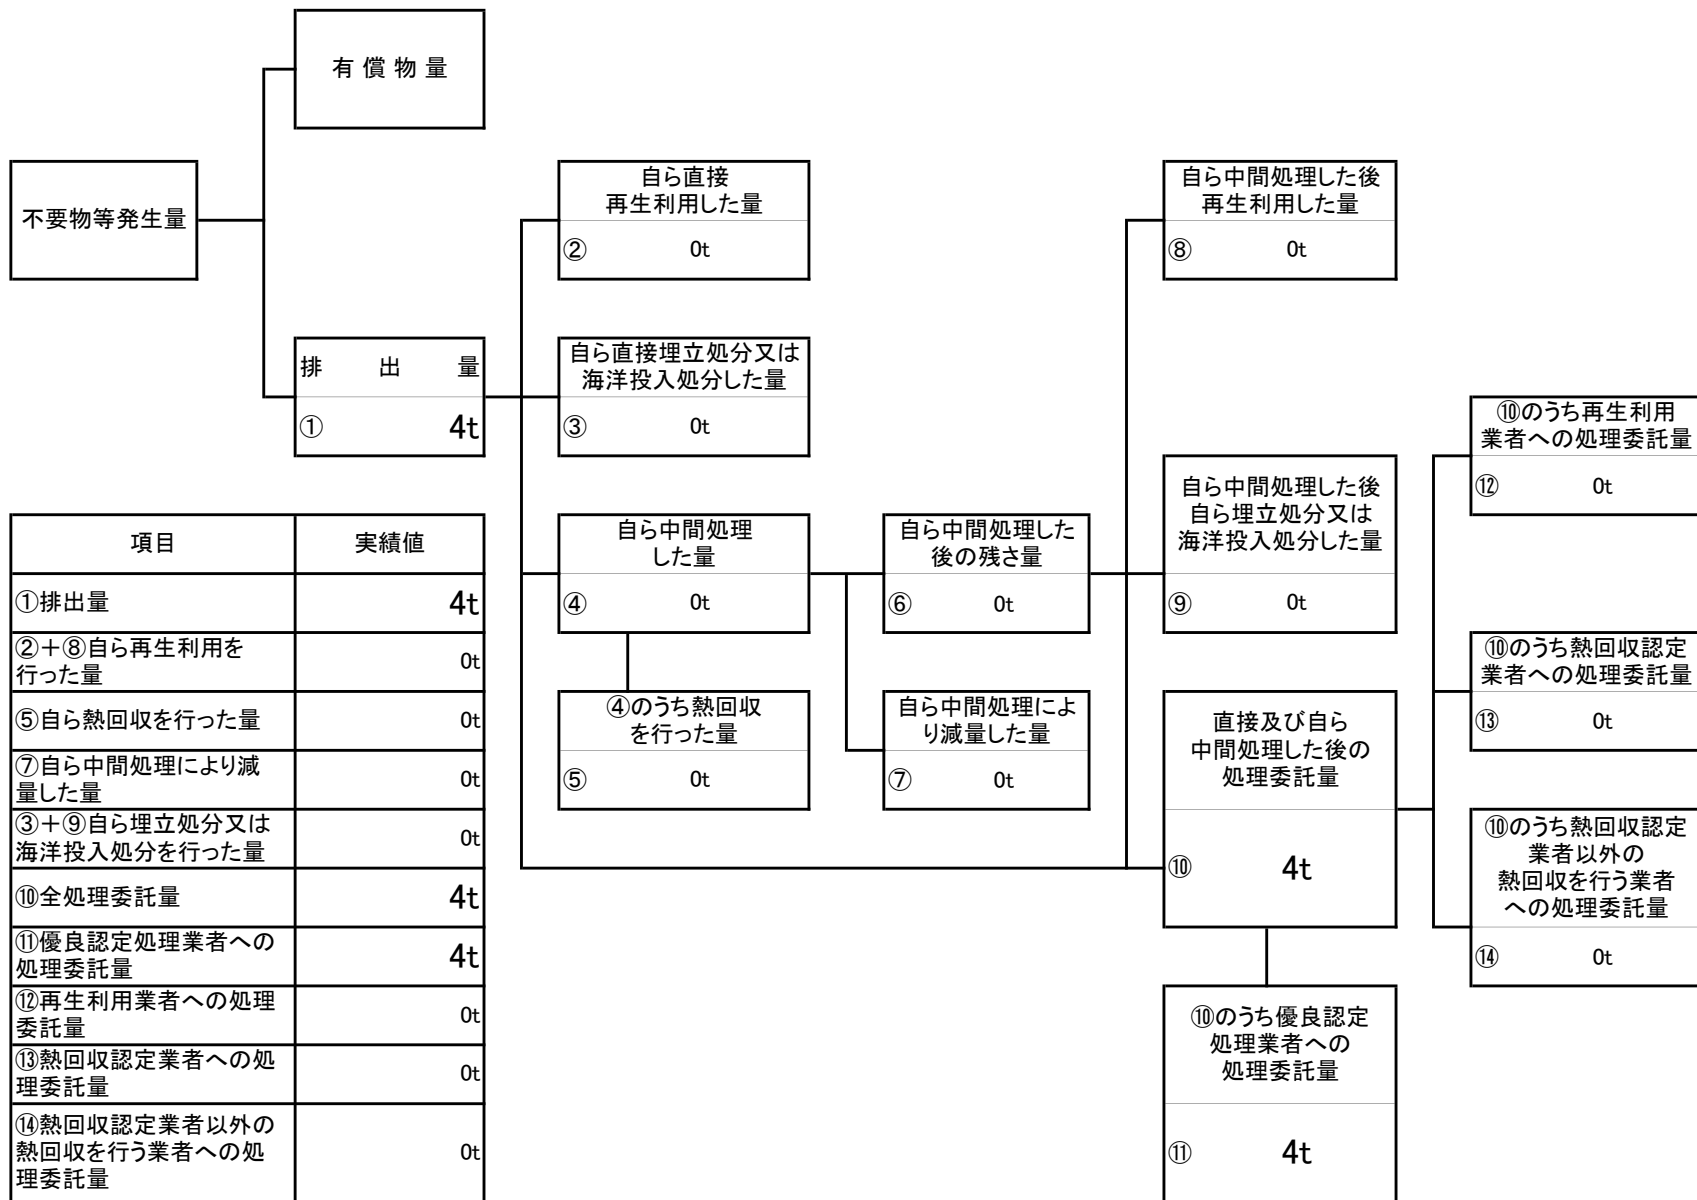 有 償 物 量
不要物等発生量
自ら直接
再生利用した量
② 0t
自ら中間処理した後
再生利用した量
⑧ 0t
排 出 量
① 4t
自ら直接埋立処分又は
海洋投入処分した量
③ 0t
⑩のうち再生利用
業者への処理委託量
⑫ 0t
自ら中間処理した後
自ら埋立処分又は
海洋投入処分した量
⑨ 0t
自ら中間処理
した量
④ 0t
自ら中間処理した
後の残さ量
⑥ 0t
⑩のうち熱回収認定
業者への処理委託量
⑬ 0t
④のうち熱回収
を行った量
⑤ 0t
自ら中間処理によ
り減量した量
⑦ 0t
直接及び自ら
中間処理した後の
処理委託量
⑩ 4t
⑩のうち熱回収認定
業者以外の
熱回収を行う業者
への処理委託量
⑭ 0t
⑩のうち優良認定
処理業者への
処理委託量
⑪ 4t
項目 実績値
①排出量 4t
②+⑧自ら再生利用を
行った量 0t
⑤自ら熱回収を行った量 0t
⑦自ら中間処理により減
量した量 0t
③+⑨自ら埋立処分又は
海洋投入処分を行った量 0t
⑩全処理委託量 4t
⑪優良認定処理業者への
処理委託量 4t
⑫再生利用業者への処理
委託量 0t
⑬熱回収認定業者への処
理委託量 0t
⑭熱回収認定業者以外の
熱回収を行う業者への処
理委託量 0t